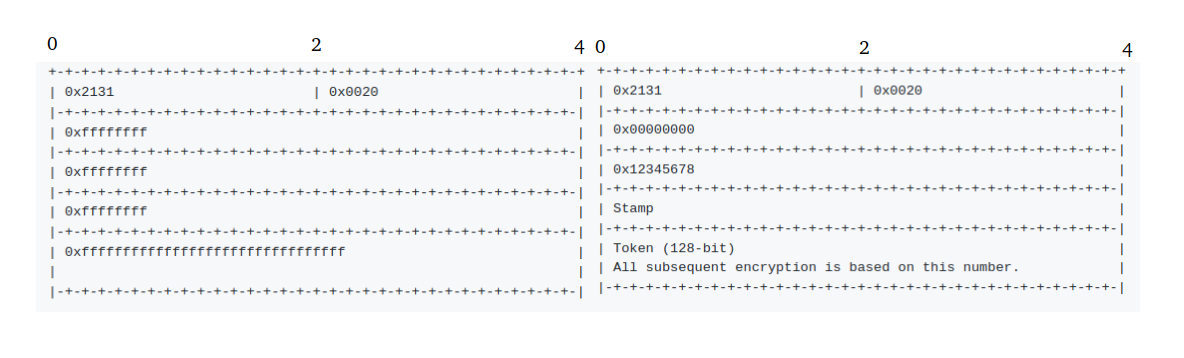 0 2 4
0x2131 | 0x0020
0xffffffff
0xffffffff
0xffffffff
0xffffffffffffffffffffffffffffffff
0 2 4
0x2131 | 0x0020
0x00000000
0x12345678
Stamp
Token (128-bit)
All subsequent encryption is based on this number.